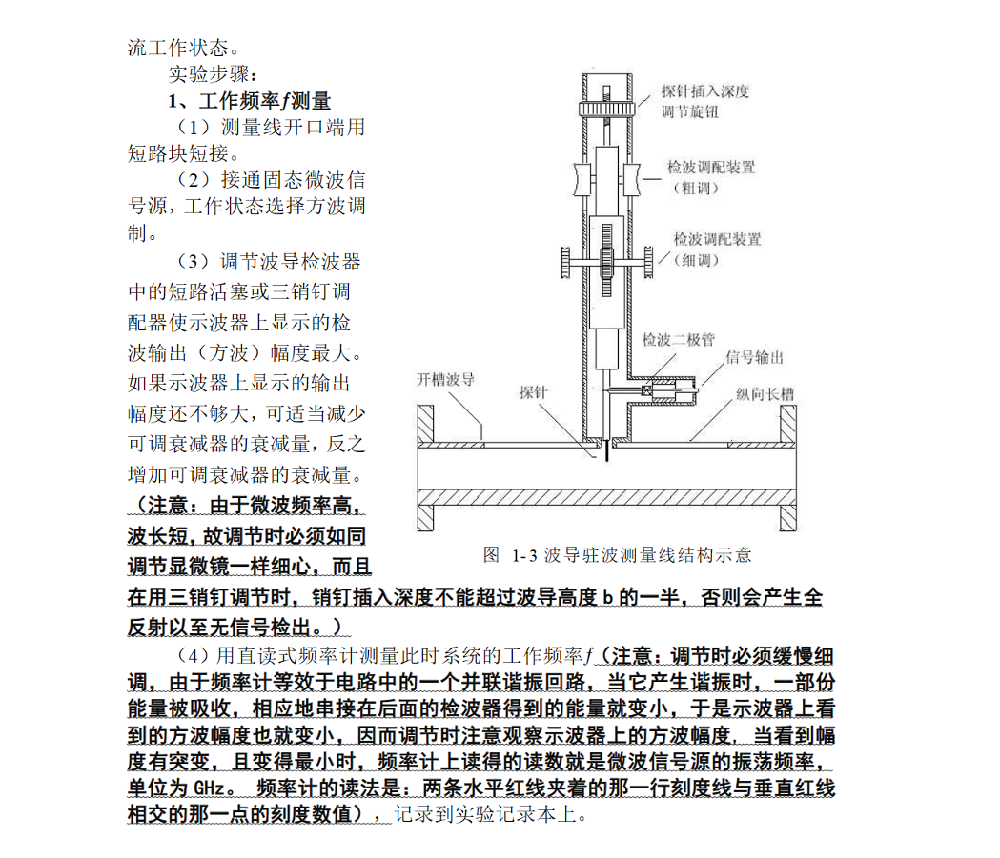 流工作状态。
实验步骤：
1、工作频率f测量
（1）测量线开口端用
短路块短接。
（2）接通固态微波信
号源，工作状态选择方波调
制。
（3）调节波导检波器
中的短路活塞或三销钉调
配器使示波器上显示的检
波输出（方波）幅度最大。
如果示波器上显示的输出
幅度还不够大，可适当减少
可调衰减器的衰减量，反之
增加可调衰减器的衰减量。
（注意：由于微波频率高，
波长短，故调节时必须如同
调节显微镜一样细心，而且
探针插入深度
调节旋钮
检波调配装置
（粗调）
检波调配装置
（细调）
检波二极管
信号输出
开槽波导
探针
纵向长槽
图 1-3 波导驻波测量线结构示意
在用三销钉调节时，销钉插入深度不能超过波导高度 b 的一半，否则会产生全
反射以至无信号检出。）
（4）用直读式频率计测量此时系统的工作频率f（注意：调节时必须缓慢细
调，由于频率计等效于电路中的一个并联谐振回路，当它产生谐振时，一部份
能量被吸收，相应地串接在后面的检波器得到的能量就变小，于是示波器上看
到的方波幅度也就变小，因而调节时注意观察示波器上的方波幅度，当看到幅
度有突变，且变得最小时，频率计上读得的读数就是微波信号源的振荡频率，
单位为 GHz。 频率计的读法是：两条水平红线夹着的那一行刻度线与垂直红线
相交的那一点的刻度数值），记录到实验记录本上。